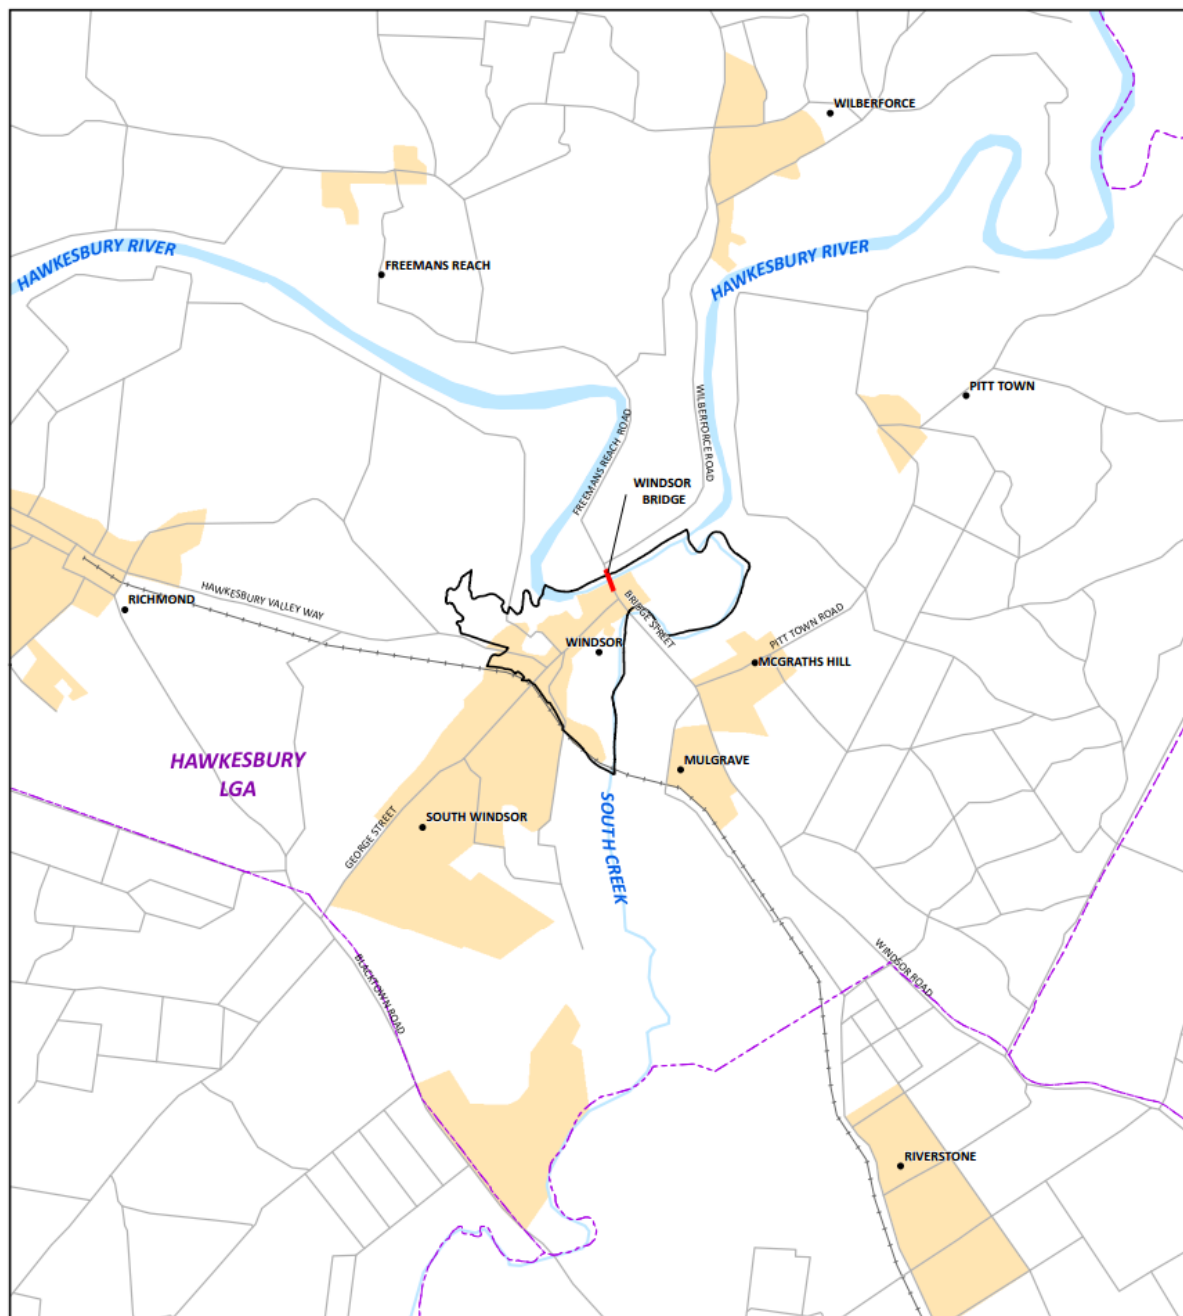 WILBERFORCE
HAWKESBURY RIVER
HAWKESBURY RIVER
FREEMANS REACH
PITT TOWN
WILBERFORCE ROAD
FREEMANS REACH ROAD
WINDSOR
BRIDGE
HAWKESBURY VALLEY WAY
RICHMOND
BRIDGE STREET
PITT TOWN ROAD
WINDSOR
MCGRATHS HILL
HAWKESBURY
LGA
MULGRAVE
SOUTH WINDSOR
GEORGE STREET
SOUTH CREEK
WINDSOR ROAD
BLACKTOWN ROAD
RIVERSTONE